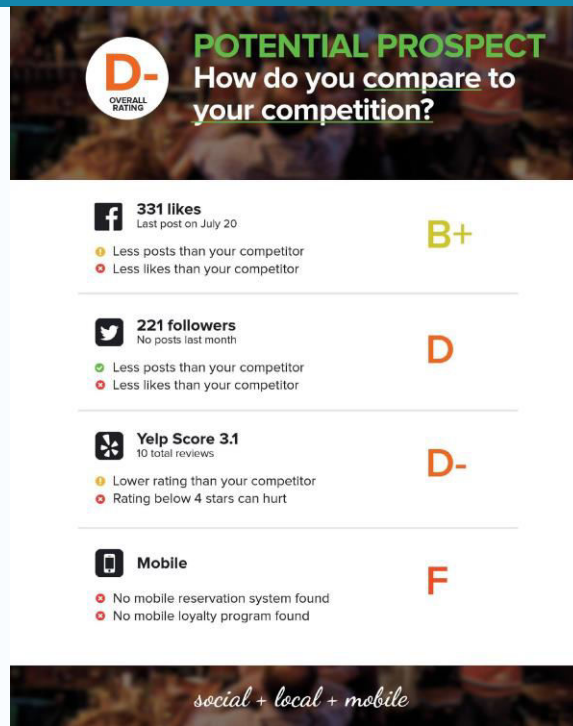 D-
OVERALL
RATING
POTENTIAL PROSPECT
How do you compare to
your competition?
331 likes
Last post on July 20
Less posts than your competitor
Less likes than your competitor
B+
221 followers
No posts last month
Less posts than your competitor
Less likes than your competitor
D
Yelp Score 3.1
10 total reviews
Lower rating than your competitor
Rating below 4 stars can hurt
D-
Mobile
No mobile reservation system found
No mobile loyalty program found
F
social + local + mobile